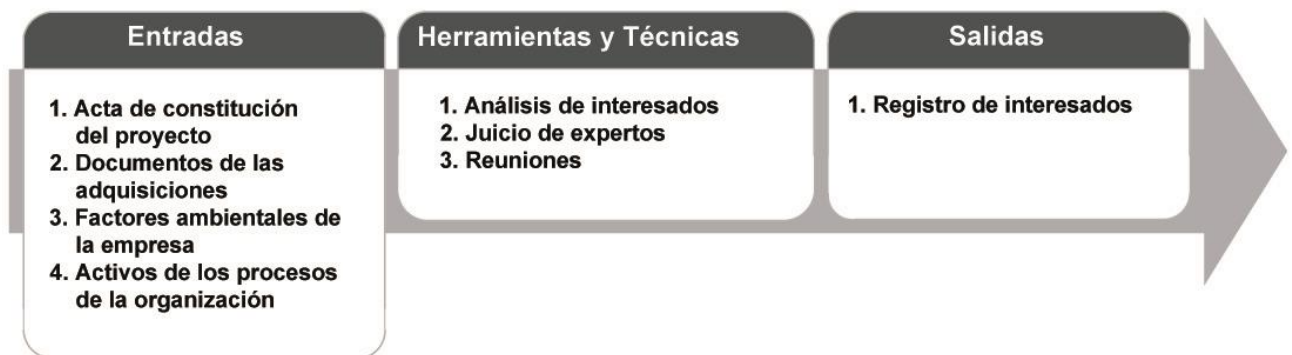 Entradas
1. Acta de constitución
del proyecto
2. Documentos de las
adquisiciones
3. Factores ambientales de
la empresa
4. Activos de los procesos
de la organización
Herramientas y Técnicas
1. Análisis de interesados
2. Juicio de expertos
3. Reuniones
Salidas
1. Registro de interesados